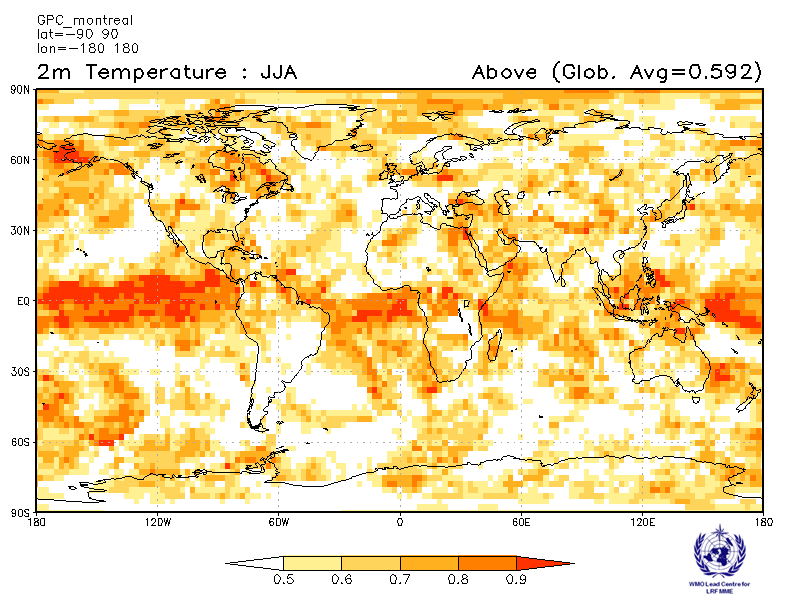 GPC_montreal
lat=-90 90
lon=-180 180
2m Temperature : JJA Above (Glob. Avg=0.592)
90N
60N
30N
EQ
30S
60S
90S
180 120W 60W 0 60E 120E 180
0.5 0.6 0.7 0.8 0.9
WMO Lead Centre for
LRF MME